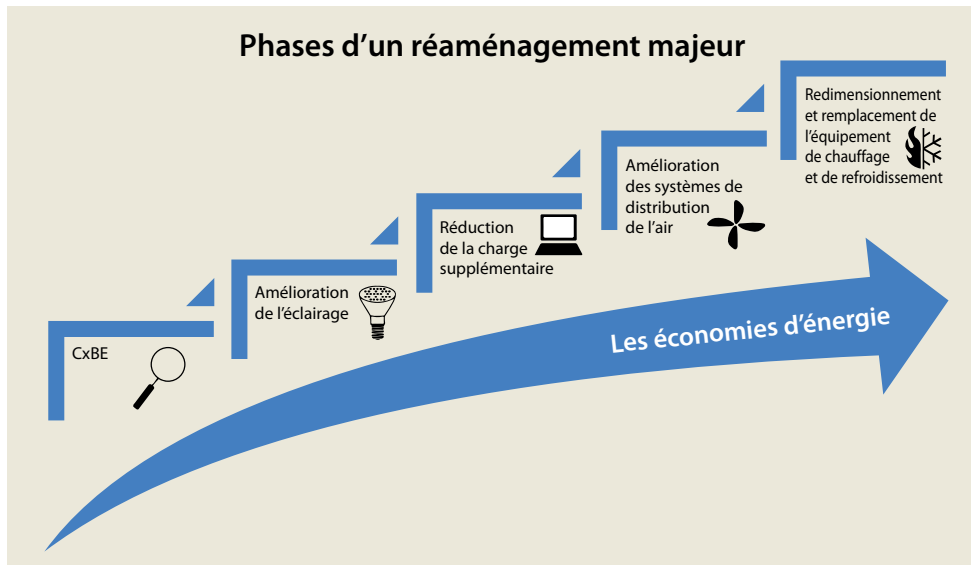 Phases d’un réaménagement majeur
CxBE
Amélioration
de l’éclairage
Réduction
de la charge
supplémentaire
Amélioration
des systèmes de
distribution
de l’air
Redimensionnement
et remplacement de
l’équipement
de chauffage
et de refroidissement
Les économies d’énergie